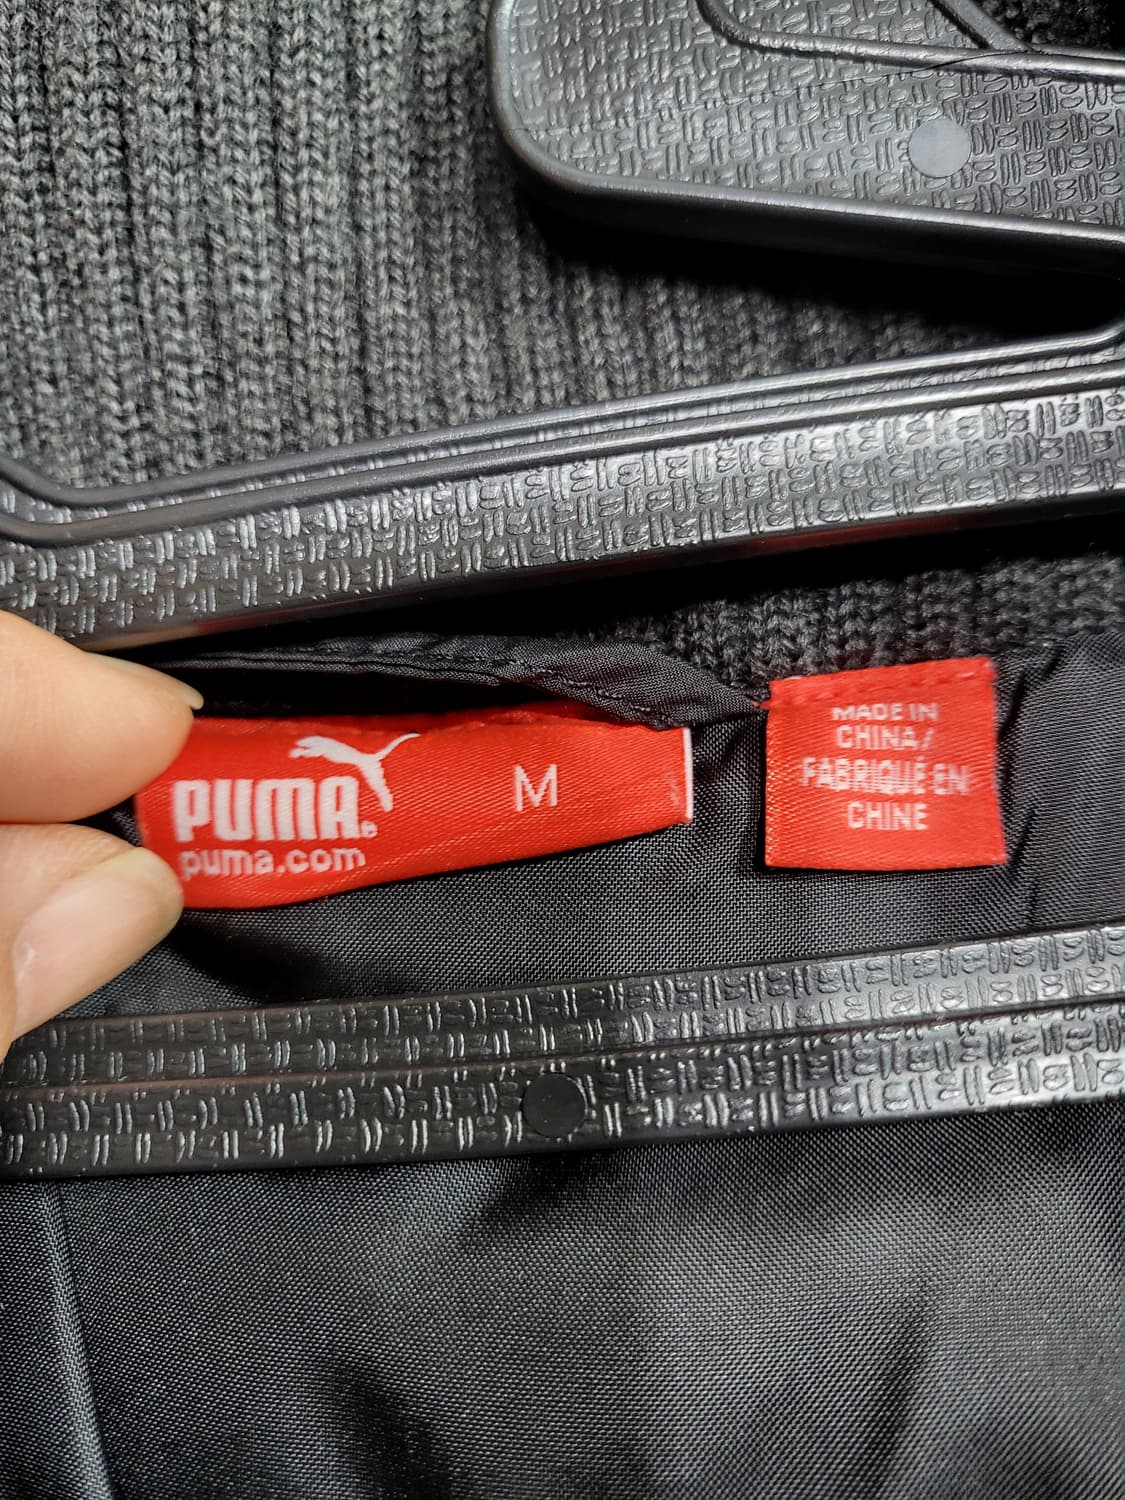 PUMA
puma.com
M
MADE IN
CHINA/
FABRIQUÉ EN
CHINE